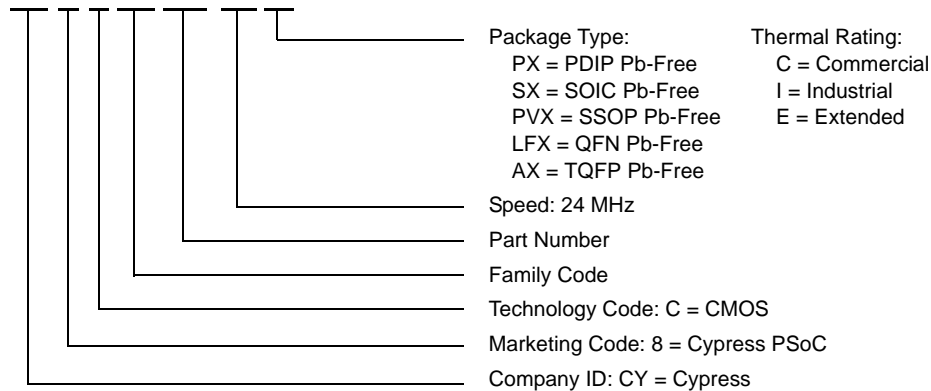 Package Type: Thermal Rating:
PX = PDIP Pb-Free C = Commercial
SX = SOIC Pb-Free I = Industrial
PVX = SSOP Pb-Free E = Extended
LFX = QFN Pb-Free
AX = TQFP Pb-Free
Speed: 24 MHz
Part Number
Family Code
Technology Code: C = CMOS
Marketing Code: 8 = Cypress PSoC
Company ID: CY = Cypress